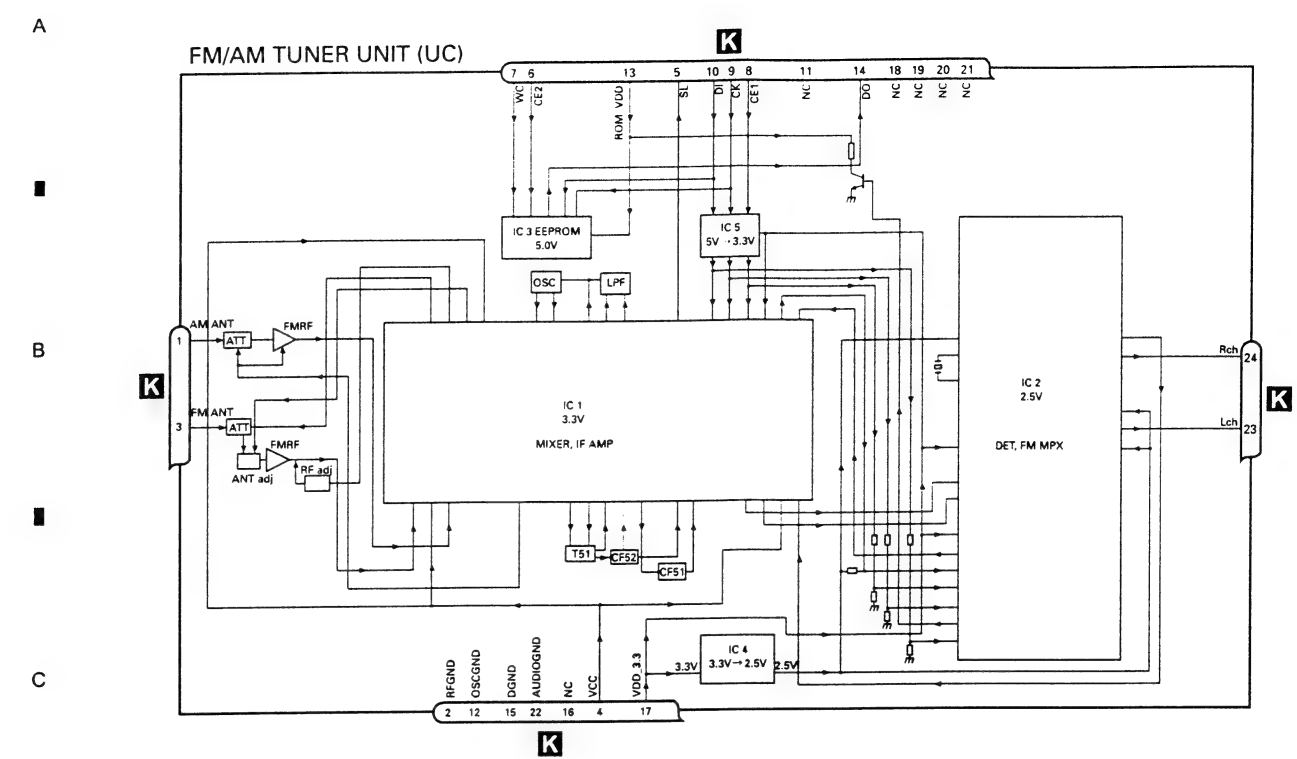 A
FM/AM TUNER UNIT (UC)
K
7 6 13 5 10 9 8 11 14 18 19 20 21
WC
CE2
ROM VDD
SL
DI
CK
CE1
NC
DO
NC
NC
NC
NC
IC 3 EEPROM
5.0V
IC 5
5V → 3.3V
OSC
LPF
B
AM ANT
1
ATT
FMRF
K
FM ANT
3
ATT
FMRF
ANT adj
RF adj
IC 1
3.3V
MIXER, IF AMP
IC 2
2.5V
DET, FM MPX
Rch
24
K
Lch
23
T51
CF52
CF51
C
RFGND
OSCGND
DGND
AUDIOGND
NC
VCC
VDD_3.3
3.3V
IC 4
3.3V→2.5V
2.5V
2 12 15 22 16 4 17
K